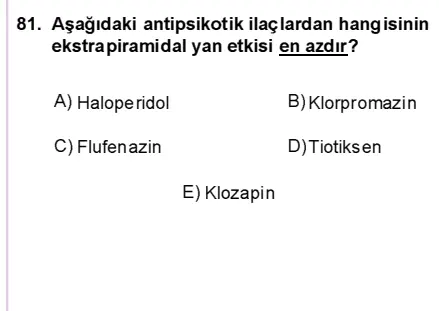 81. Aşağıdaki antipsikotik ilaçlardan hangisinin
ekstrapiramidal yan etkisi en azdır?
A) Haloperidol B) Klorpromazin
C) Flufenazin D) Tiotiksen
E) Klozapin